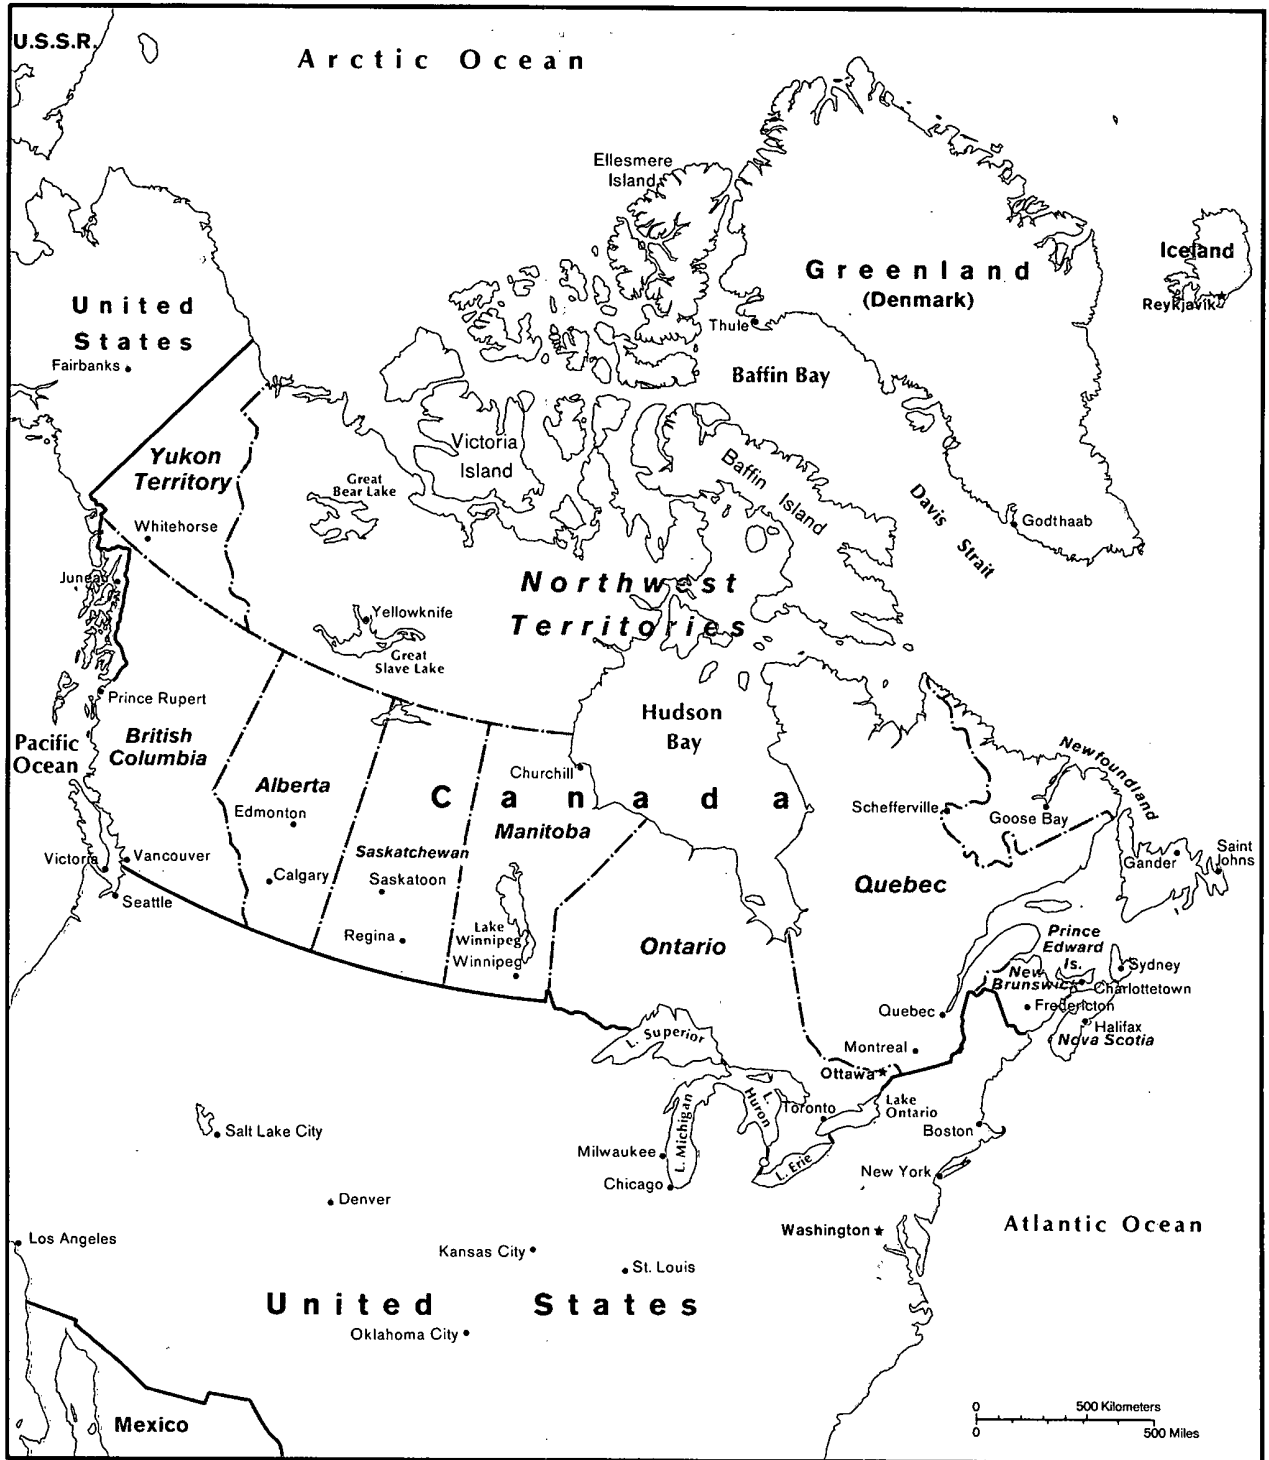 U.S.S.R.
Arctic Ocean
Ellesmere
Island
Greenland
(Denmark)
Iceland
Reykjavik
United
States
Fairbanks
Thule
Baffin Bay
Yukon
Territory
Victoria
Island
Great
Bear Lake
Baffin Island
Davis Strait
Godthaab
Whitehorse
Juneau
Northwest
Territories
Yellowknife
Great
Slave Lake
Prince Rupert
Hudson
Bay
British
Columbia
Pacific
Ocean
Newfoundland
Churchill
Alberta
Canada
Edmonton
Schefferville
Goose Bay
Manitoba
Saskatchewan
Saskatoon
Victoria
Vancouver
Calgary
Seattle
Quebec
Gander
Saint
Johns
Regina
Lake
Winnipeg
Winnipeg
Ontario
Prince
Edward
Is.
Sydney
New
Brunswick
Charlottetown
Fredericton
Quebec
Halifax
Nova Scotia
L. Superior
Montreal
Ottawa
L. Michigan
L.
Huron
Toronto
Lake
Ontario
Boston
Salt Lake City
Milwaukee
L. Erie
Chicago
New York
Denver
Washington
Atlantic Ocean
Los Angeles
Kansas City
St. Louis
United States
Oklahoma City
Mexico
0 500 Kilometers
0 500 Miles